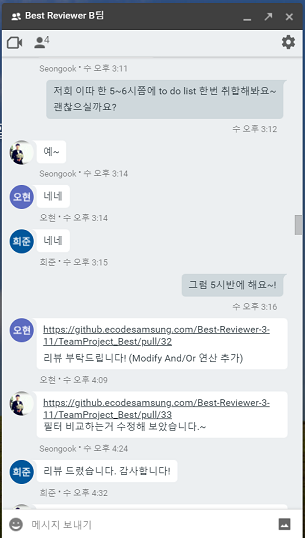 Best Reviewer B팀
4
Seongook • 수 오후 3:11
저희 이따 한 5~6시쯤에 to do list 한번 취합해봐요~
괜찮으실까요?
수 오후 3:12
예~
Seongook • 수 오후 3:14
오현
네네
오현 • 수 오후 3:14
희준
네네
희준 • 수 오후 3:15
그럼 5시반에 해요~!
수 오후 3:16
오현
https://github.ecodesamsung.com/Best-Reviewer-3-
11/TeamProject_Best/pull/32
리뷰 부탁드립니다! (Modify And/Or 연산 추가)
오현 • 수 오후 4:09
https://github.ecodesamsung.com/Best-Reviewer-3-
11/TeamProject_Best/pull/33
필터 비교하는거 수정해 보았습니다.~
Seongook • 수 오후 4:24
희준
리뷰 드렸습니다. 감사합니다!
희준 • 수 오후 4:32
메시지 보내기